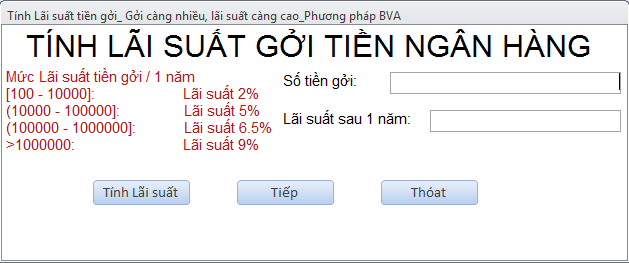 Tính Lãi suất tiền gởi_ Gởi càng nhiều, lãi suất càng cao_Phương pháp BVA
TÍNH LÃI SUẤT GỞI TIỀN NGÂN HÀNG
Mức Lãi suất tiền gởi / 1 năm
[100 - 10000]: Lãi suất 2%
(10000 - 100000]: Lãi suất 5%
(100000 - 1000000]: Lãi suất 6.5%
>1000000: Lãi suất 9%
Số tiền gởi:
Lãi suất sau 1 năm:
Tính Lãi suất Tiếp Thóat